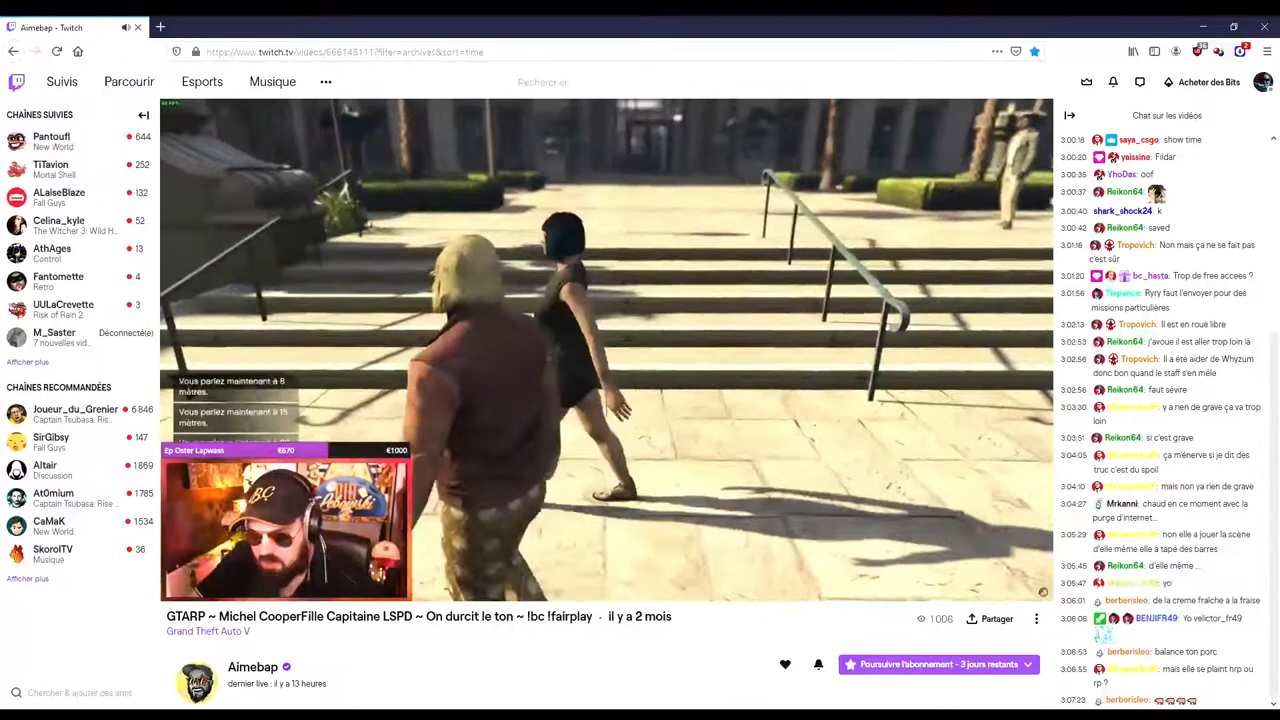 Aimebap - Twitch
https://www.twitch.tv/videos/666148111?filter=archives&sort=time
Suivis
Parcourir
Esports
Musique
Rechercher
Acheter des Bits
CHAÎNES SUIVIES
Pantoufl
644
New World
TiTavion
252
Mortal Shell
ALaiseBlaze
132
Fall Guys
Celina_kyle
52
The Witcher 3: Wild H...
AthAges
13
Control
Fantomette
4
Retro
UULaCrevette
3
Risk of Rain 2
M_Saster
Déconnecté(e)
7 nouvelles vid...
Afficher plus
CHAÎNES RECOMMANDÉES
Joueur_du_Grenier
6 846
Captain Tsubasa: Ris...
SirGibsy
147
Fall Guys
Altair
1 869
Discussion
At0mium
1 785
Captain Tsubasa: Rise ...
CaMaK
1 534
New World
SkorolTV
36
Musique
Afficher plus
Chercher & ajouter des amis
Vous parlez maintenant à 6
mètres.
Vous parlez maintenant à 15
mètres.
Ep Oster Lapwass
€670
€1000
BC
GTARP ~ Michel CooperFille Capitaine LSPD ~ On durcit le ton ~ !bc !fairplay · il y a 2 mois
Grand Theft Auto V
1 006
Partager
Aimebap
dernier live : il y a 13 heures
Poursuivre l'abonnement - 3 jours restants
Chat sur les vidéos
3:00:18 saya_csgo: show time
3:00:20 yaissine: Fildar
3:00:35 YhoDas: oof
3:00:37 Reikon64:
3:00:40 shark_shock24: k
3:00:42 Reikon64: saved
3:01:16 Tropovich: Non mais ça ne se fait pas
c'est sûr
3:01:20 bc_hasta: Trop de free accees ?
3:01:56 Ryry faut l'envoyer pour des
missions particulières
3:02:13 Tropovich: Il est en roue libre
3:02:53 Reikon64: j'avoue il est aller trop loin là
3:02:56 Tropovich: Il a été aider de Whyzum
donc bon quand le staff s'en mêle
3:02:56 Reikon64: faut sévire
3:03:30 y a rien de grave ça va trop
loin
3:03:51 Reikon64: si c'est grave
3:04:05 ça m'énerve si je dit des
truc c'est du spoil
3:04:10 mais non ya rien de grave
3:04:27 Mrkanni: chaud en ce moment avec la
purge d'internet...
3:05:29 non elle a jouer la scène
d'elle même elle a tapé des barres
3:05:45 Reikon64: d'elle même ...
3:05:47 yo
3:06:01 berberisleo: de la creme fraîche a la fraise
3:06:06 BENJIFR49: Yo velictor_fr49
3:06:53 berberisleo: balance ton porc
3:06:55 mais elle se plaint hrp ou
rp ?
3:07:23 berberisleo: